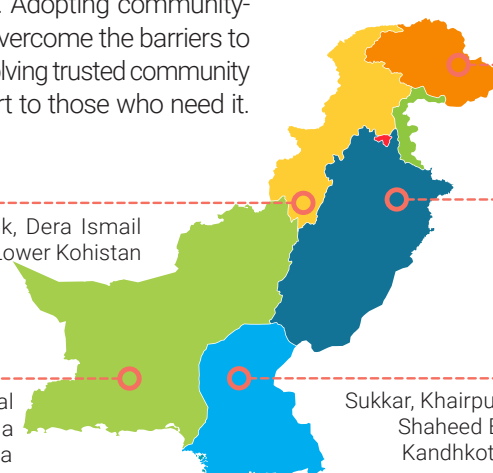 . Adopting community-
vercome the barriers to
lving trusted community
rt to those who need it.
k, Dera Ismail
Lower Kohistan
al
a
a
Sukkar, Khairpu
Shaheed B
Kandhkot